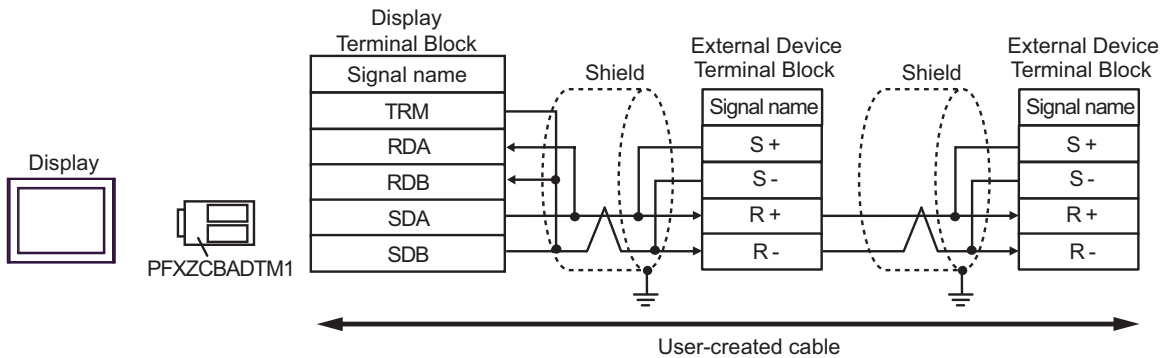 Display
PFXZCBADTM1
Display
Terminal Block
Signal name
TRM
RDA
RDB
SDA
SDB
Shield
External Device
Terminal Block
Signal name
S +
S -
R +
R -
Shield
External Device
Terminal Block
Signal name
S +
S -
R +
R -
User-created cable